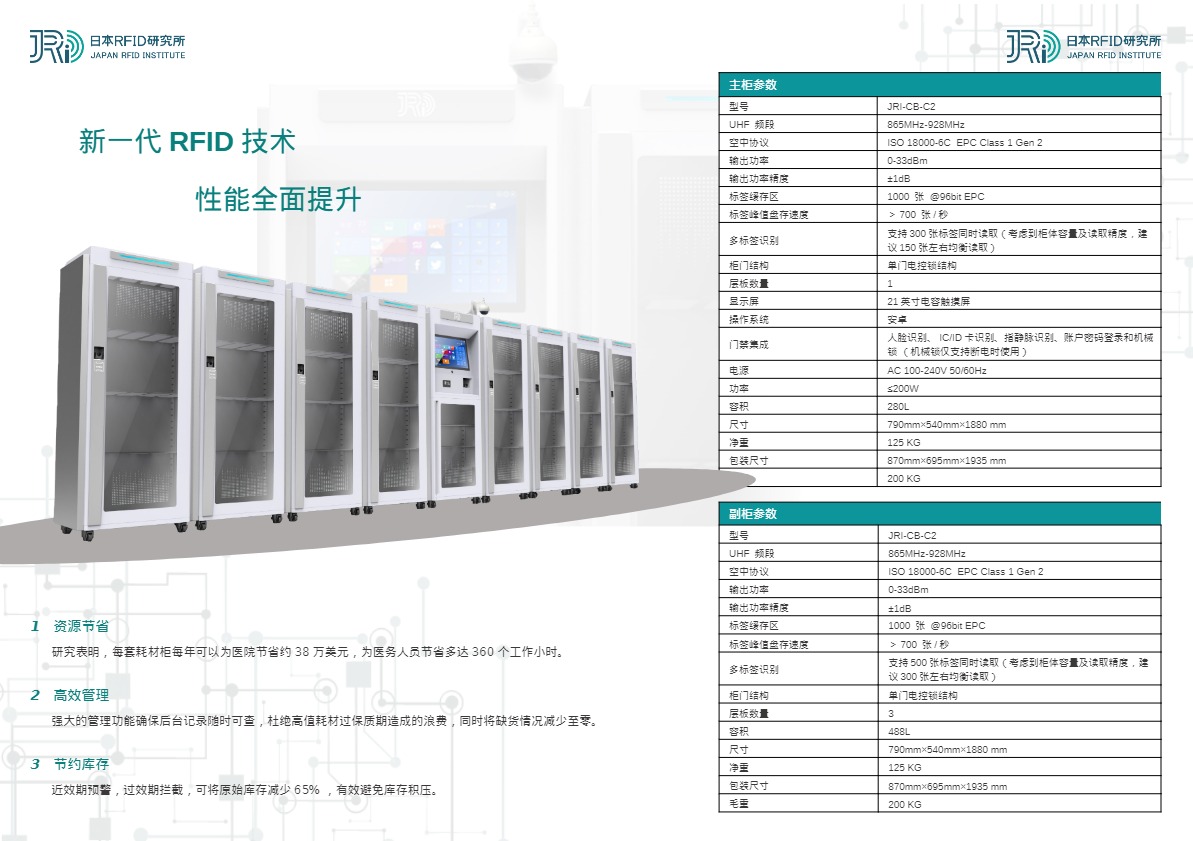 日本RFID研究所
JAPAN RFID INSTITUTE
新一代 RFID 技术
性能全面提升
1 资源节省
研究表明，每套耗材柜每年可以为医院节省约 38 万美元，为医务人员节省多达 360 个工作小时。
2 高效管理
强大的管理功能确保后台记录随时可查，杜绝高值耗材过保质期造成的浪费，同时将缺货情况减少至零。
3 节约库存
近效期预警，过效期拦截，可将原始库存减少 65% ，有效避免库存积压。
日本RFID研究所
JAPAN RFID INSTITUTE
主柜参数
型号 JRI-CB-C2
UHF 频段 865MHz-928MHz
空中协议 ISO 18000-6C EPC Class 1 Gen 2
输出功率 0-33dBm
输出功率精度 ±1dB
标签缓存区 1000 张 @96bit EPC
标签峰值盘存速度 ＞ 700 张 / 秒
多标签识别 支持 300 张标签同时读取（考虑到柜体容量及读取精度，建
议 150 张左右均衡读取）
柜门结构 单门电控锁结构
层板数量 1
显示屏 21 英寸电容触摸屏
操作系统 安卓
门禁集成 人脸识别、 IC/ID 卡识别、指静脉识别、账户密码登录和机械
锁 （机械锁仅支持断电时使用）
电源 AC 100-240V 50/60Hz
功率 ≤200W
容积 280L
尺寸 790mm×540mm×1880 mm
净重 125 KG
包装尺寸 870mm×695mm×1935 mm
200 KG
副柜参数
型号 JRI-CB-C2
UHF 频段 865MHz-928MHz
空中协议 ISO 18000-6C EPC Class 1 Gen 2
输出功率 0-33dBm
输出功率精度 ±1dB
标签缓存区 1000 张 @96bit EPC
标签峰值盘存速度 ＞ 700 张 / 秒
多标签识别 支持 500 张标签同时读取（考虑到柜体容量及读取精度，建
议 300 张左右均衡读取）
柜门结构 单门电控锁结构
层板数量 3
容积 488L
尺寸 790mm×540mm×1880 mm
净重 125 KG
包装尺寸 870mm×695mm×1935 mm
毛重 200 KG